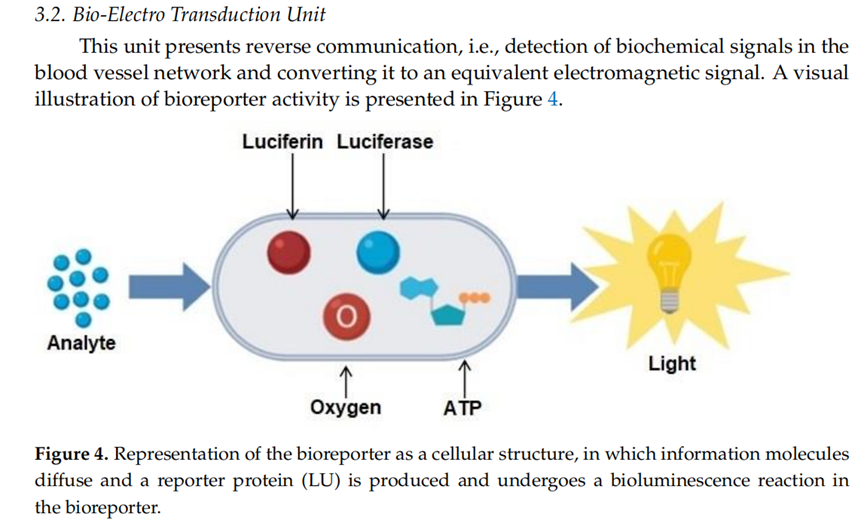 3.2. Bio-Electro Transduction Unit
This unit presents reverse communication, i.e., detection of biochemical signals in the
blood vessel network and converting it to an equivalent electromagnetic signal. A visual
illustration of bioreporter activity is presented in Figure 4.
Luciferin Luciferase
O
Analyte
Light
Oxygen ATP
Figure 4. Representation of the bioreporter as a cellular structure, in which information molecules
diffuse and a reporter protein (LU) is produced and undergoes a bioluminescence reaction in
the bioreporter.